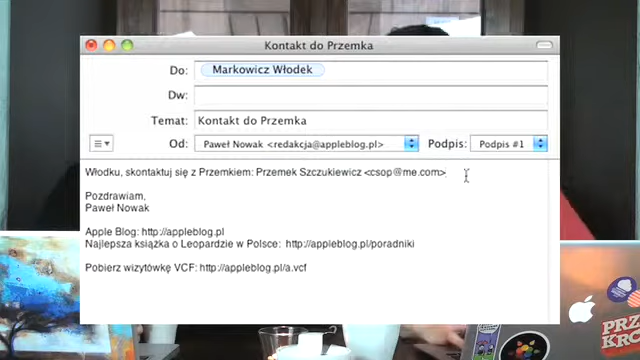 Kontakt do Przemka
Do: Markowicz Włodek
Dw:
Temat: Kontakt do Przemka
Od: Paweł Nowak <redakcja@appleblog.pl> Podpis: Podpis #1
Włodku, skontaktuj się z Przemkiem: Przemek Szczukiewicz <csop@me.com>
Pozdrawiam,
Paweł Nowak
Apple Blog: http://appleblog.pl
Najlepsza książka o Leopardzie w Polsce: http://appleblog.pl/poradniki
Pobierz wizytówkę VCF: http://appleblog.pl/a.vcf